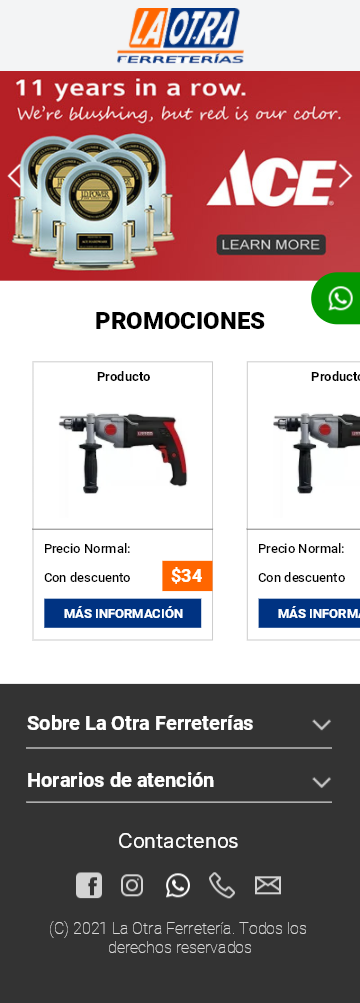 LA OTRA
FERRETERÍAS
11 years in a row.
We're blushing, but red is our color.
ACE
LEARN MORE
PROMOCIONES
Producto
Precio Normal:
Con descuento
$34
MÁS INFORMACIÓN
Product
Precio Normal:
Con descuento
MÁS INFORMA
Sobre La Otra Ferreterías
Horarios de atención
Contactenos
(C) 2021 La Otra Ferretería. Todos los
derechos reservados